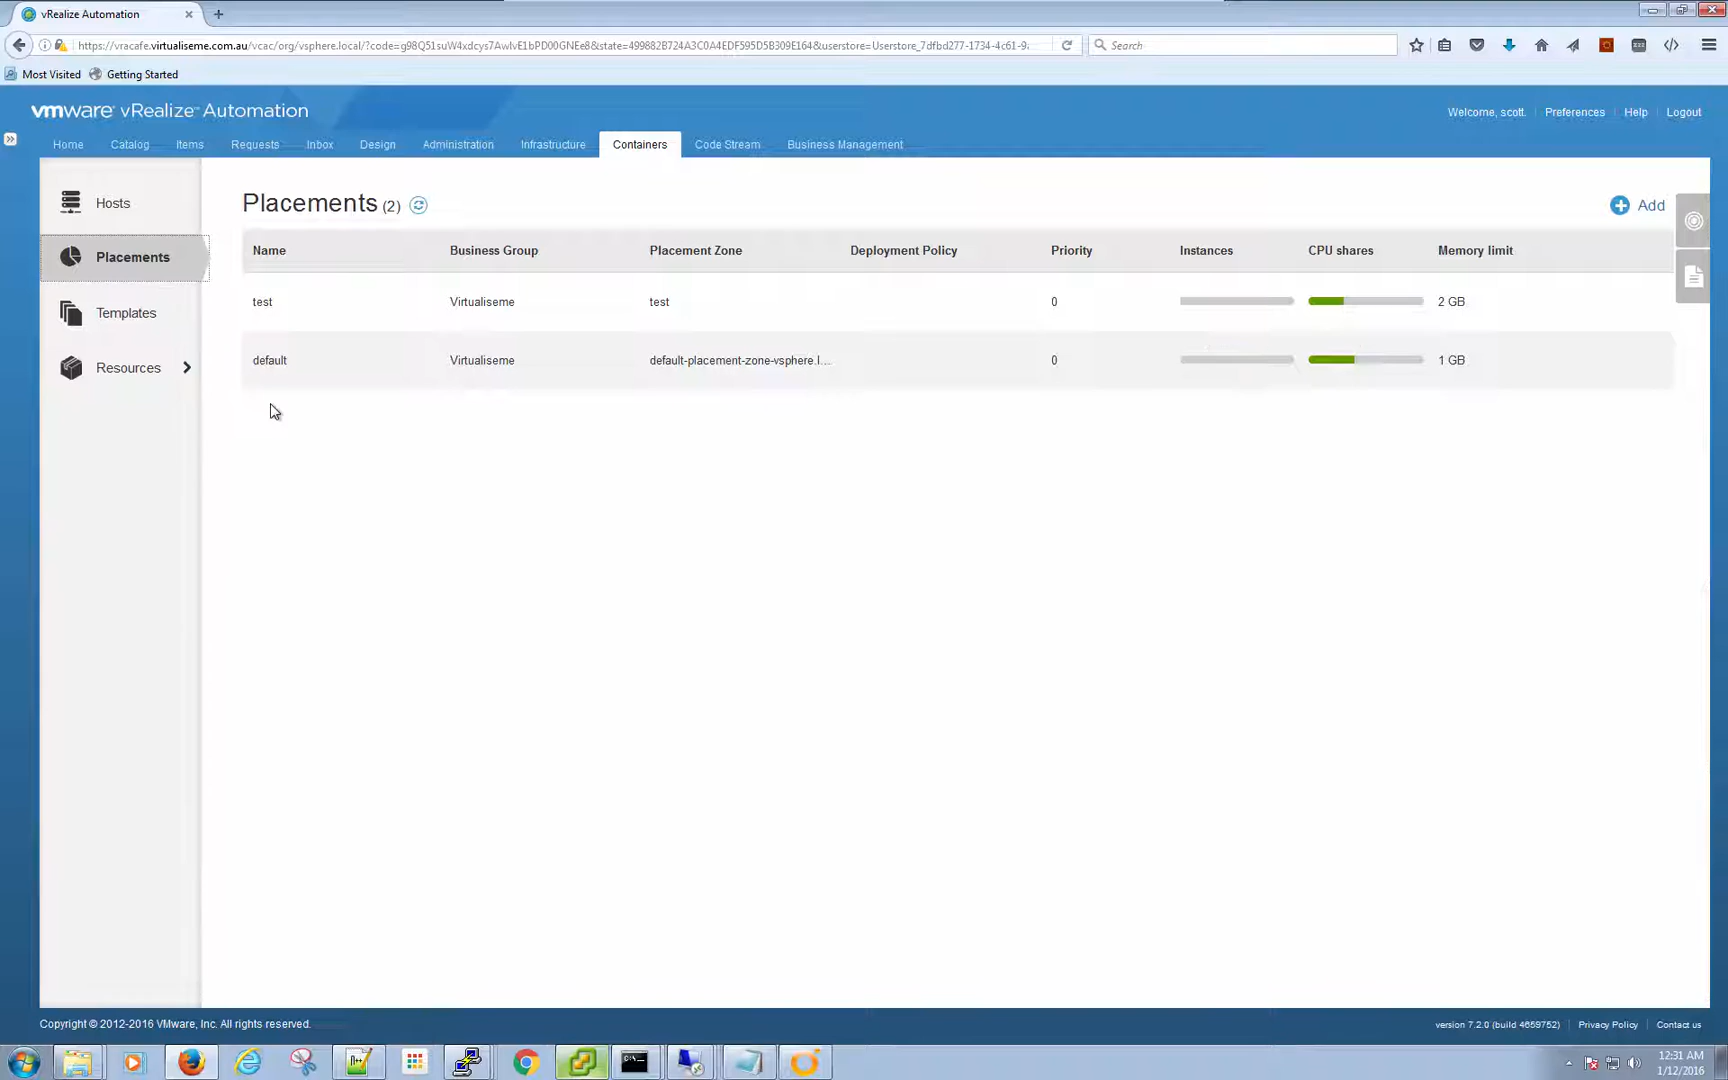 vRealize Automation
https://vracafe.virtualiseme.com.au/vcac/org/vsphere.local/?code=g98Q51suW4xdcys7AwlvE1bPD00GNEe8&state=499882B724A3C0A4EDF595D5B309E164&userstore=Userstore_7dfbd277-1734-4c61-9
Search
Most Visited
Getting Started
vmware vRealize™ Automation
Welcome, scott.
Preferences
Help
Logout
Home
Catalog
Items
Requests
Inbox
Design
Administration
Infrastructure
Containers
Code Stream
Business Management
Hosts
Placements
Templates
Resources
Placements (2)
Add
Name
Business Group
Placement Zone
Deployment Policy
Priority
Instances
CPU shares
Memory limit
test
Virtualiseme
test
0
2 GB
default
Virtualiseme
default-placement-zone-vsphere.l...
0
1 GB
Copyright © 2012-2016 VMware, Inc. All rights reserved.
version 7.2.0 (build 4659752)
Privacy Policy
Contact us
12:31 AM
1/12/2016